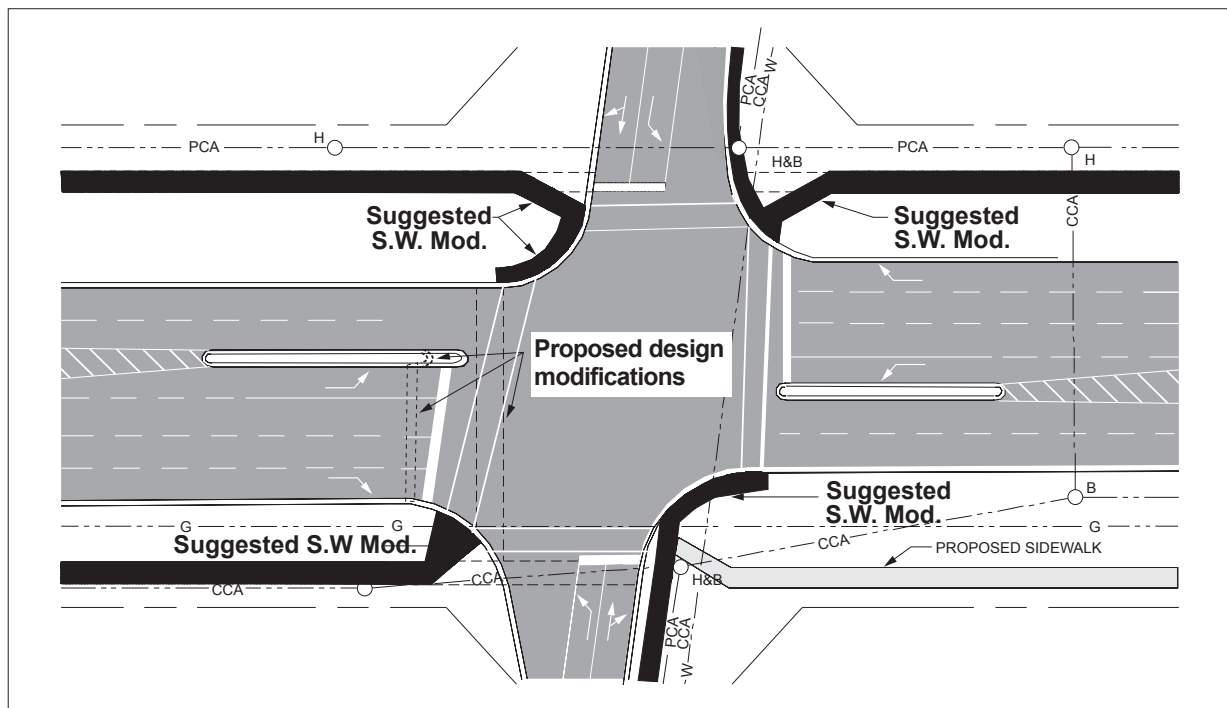 PCA
CCA
W
H
PCA
PCA
H&B
H
Suggested
S.W. Mod.
Suggested
S.W. Mod.
CCA
Proposed design
modifications
Suggested
S.W. Mod.
B
G
G
G
Suggested S.W Mod.
CCA
PROPOSED SIDEWALK
CCA
CCA
H&B
PCA
CCA
W